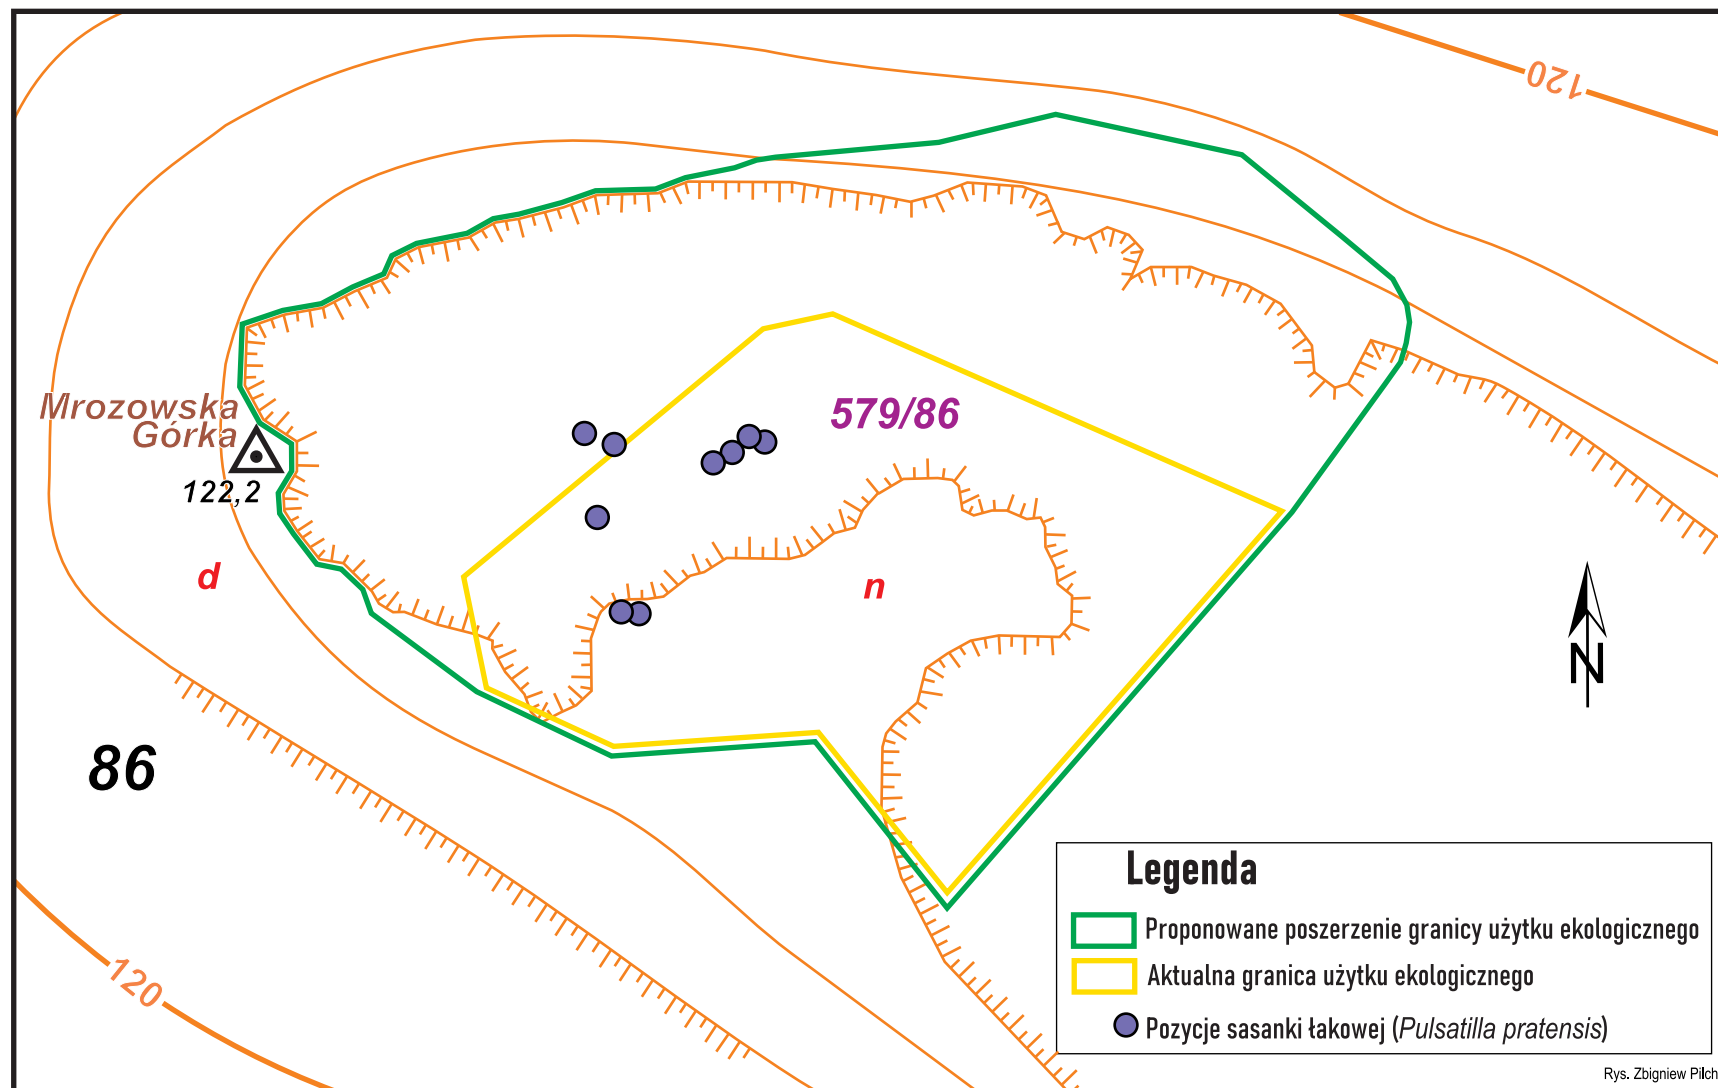 120
579/86
Mrozowska
Górka
122,2
d
n
N
86
120
Legenda
Proponowane poszerzenie granicy użytku ekologicznego
Aktualna granica użytku ekologicznego
Pozycje sasanki łakowej (Pulsatilla pratensis)
Rys. Zbigniew Pilch